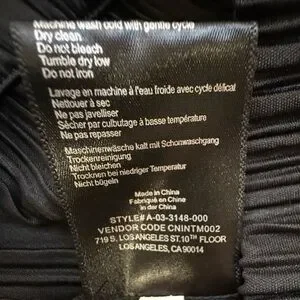 Machine wash cold with gentle cycle
Dry clean
Do not bleach
Tumble dry low
Do not iron
Lavage en machine à l'eau froide avec cycle délicat
Nettouer à sec
Ne pas javelliser
Sécher par culbutage à basse température
Ne pas repasser
Maschinenwäsche kalt mit Schonwaschgang
Trockenreinigung
Nicht bleichen
Trocknen bei niedriger Temperatur
Nicht bügeln
Made in China
Fabriqué en Chine
in China
STYLE# A-03-3148-000
VENDOR CODE CNINTM002
719 S. LOS ANGELES ST. 10TH FLOOR
LOS ANGELES, CA 90014